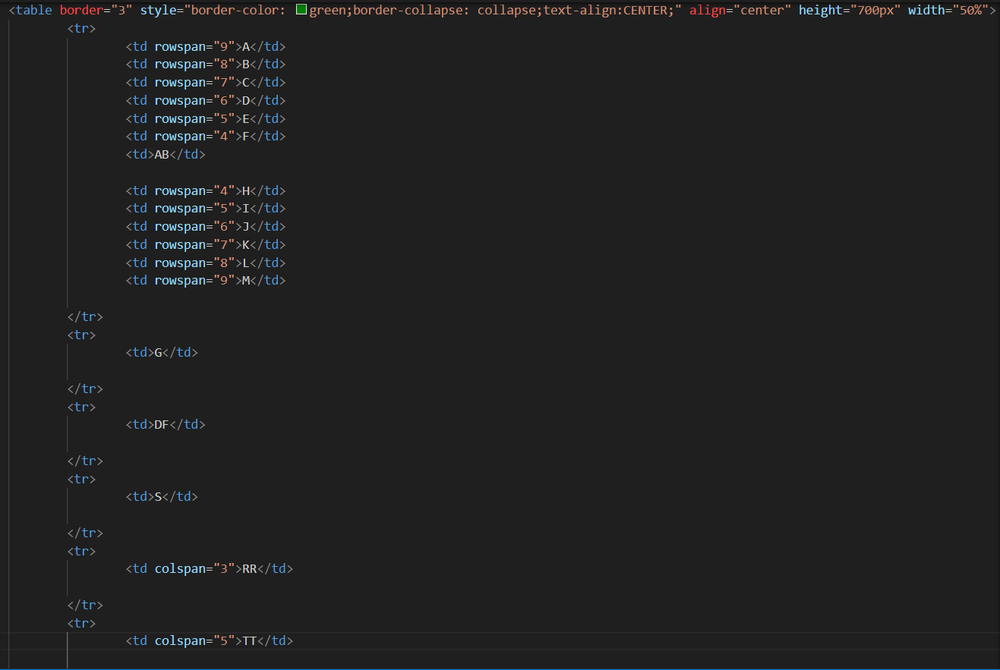 <table border="3" style="border-color: green;border-collapse: collapse;text-align:CENTER;" align="center" height="700px" width="50%">
<tr>
<td rowspan="9">A</td>
<td rowspan="8">B</td>
<td rowspan="7">C</td>
<td rowspan="6">D</td>
<td rowspan="5">E</td>
<td rowspan="4">F</td>
<td>AB</td>
<td rowspan="4">H</td>
<td rowspan="5">I</td>
<td rowspan="6">J</td>
<td rowspan="7">K</td>
<td rowspan="8">L</td>
<td rowspan="9">M</td>
</tr>
<tr>
<td>G</td>
</tr>
<tr>
<td>DF</td>
</tr>
<tr>
<td>S</td>
</tr>
<tr>
<td colspan="3">RR</td>
</tr>
<tr>
<td colspan="5">TT</td>